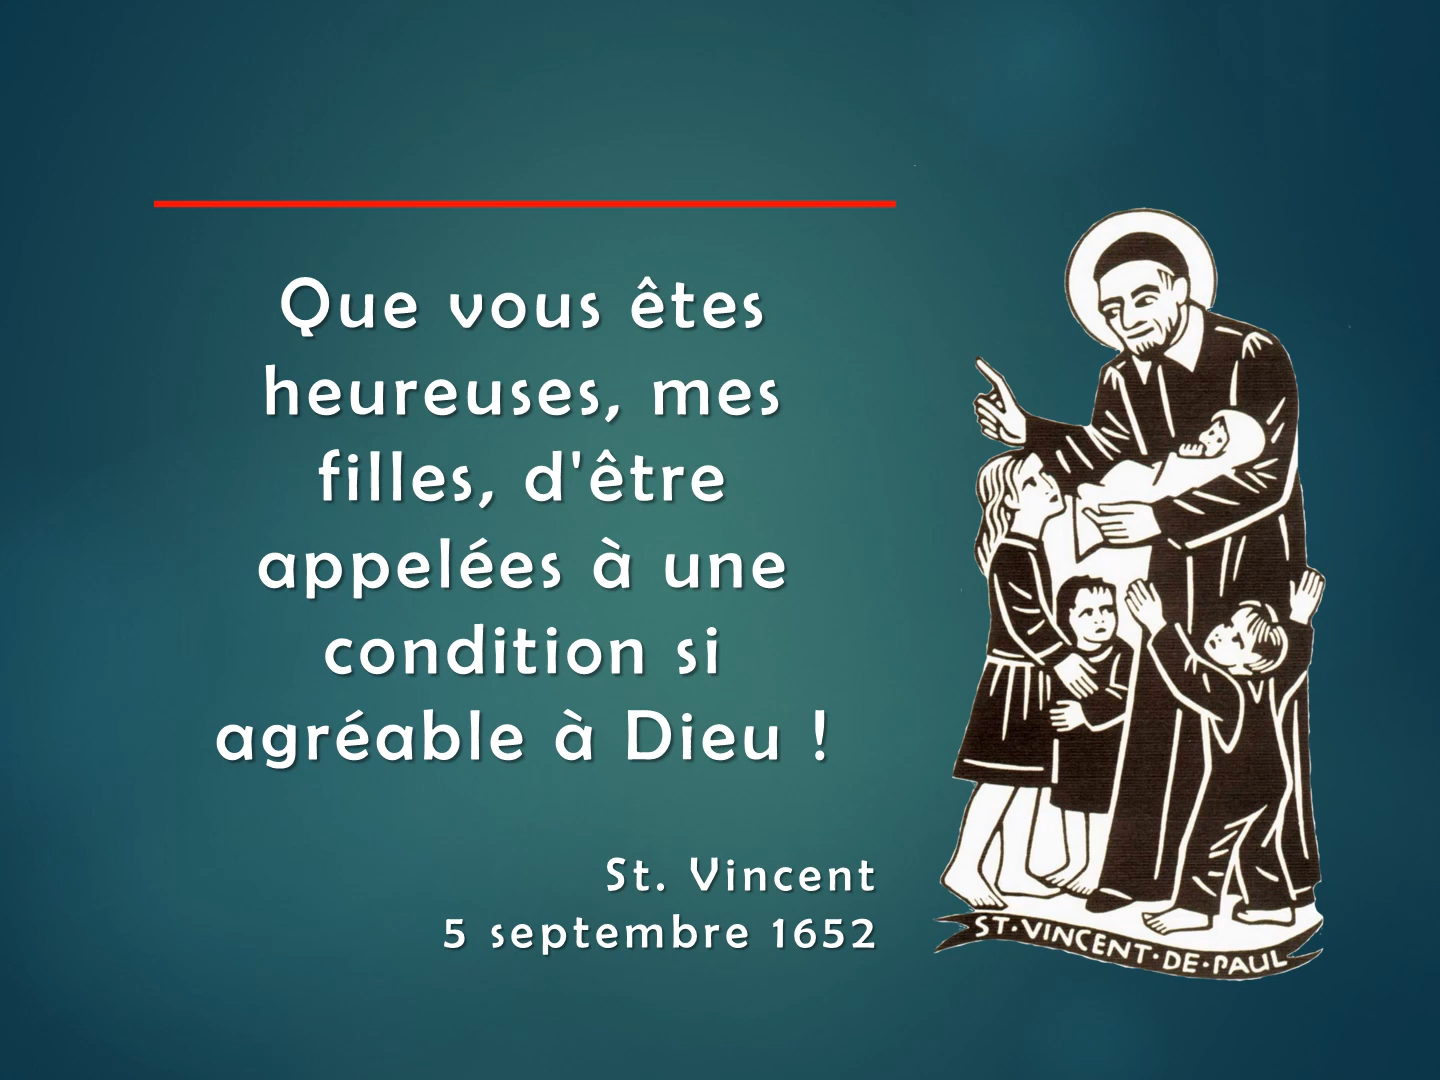 Que vous êtes
heureuses, mes
filles, d'être
appelées à une
condition si
agréable à Dieu !
St. Vincent
5 septembre 1652
ST·VINCENT·DE·PAUL